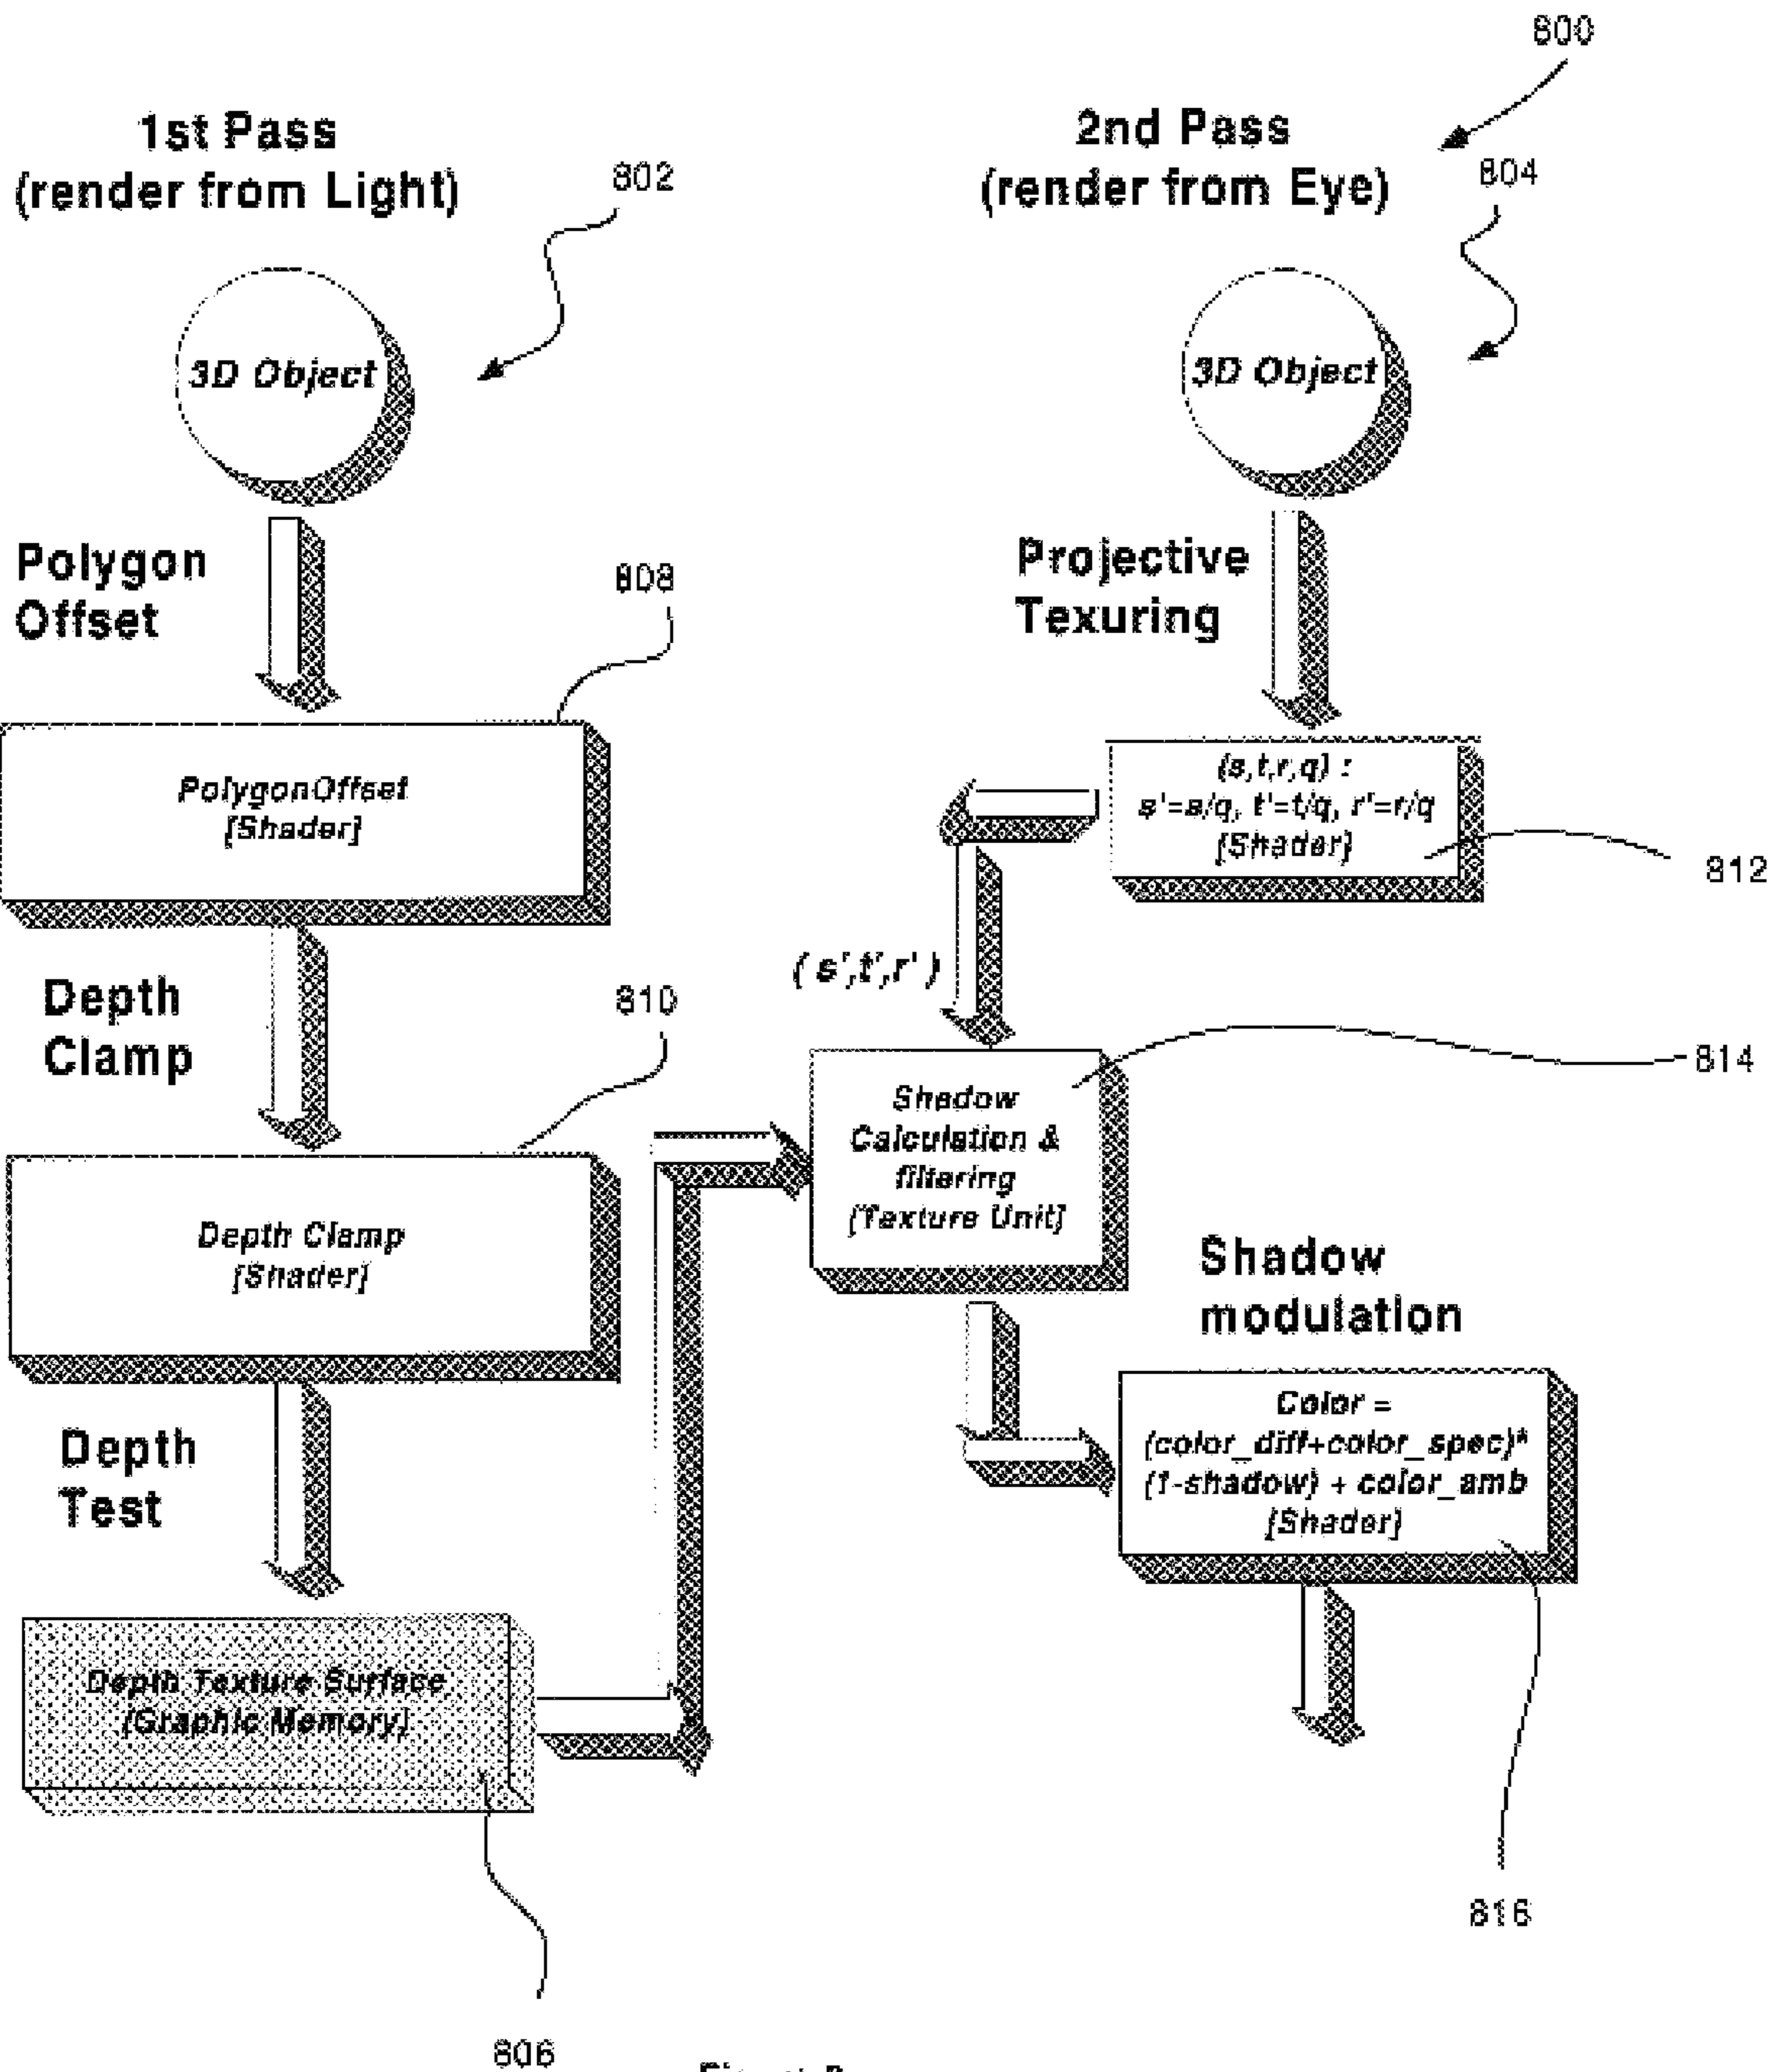 800
1st Pass
(render from Light)
802
2nd Pass
(render from Eye)
804
3D Object
3D Object
Polygon
Offset
808
Projective
Texuring
PolygonOffset
[Shader]
(s,t,r,q) :
s'=s/q, t'=t/q, r'=r/q
[Shader]
812
(s',t',r')
Depth
Clamp
810
814
Shadow
Calculation &
filtering
[Texture Unit]
Depth Clamp
[Shader]
Shadow
modulation
Color =
(color_diff+color_spec)*
(1-shadow) + color_amb
[Shader]
Depth
Test
Depth Texture Surface
[Graphic Memory]
816
806